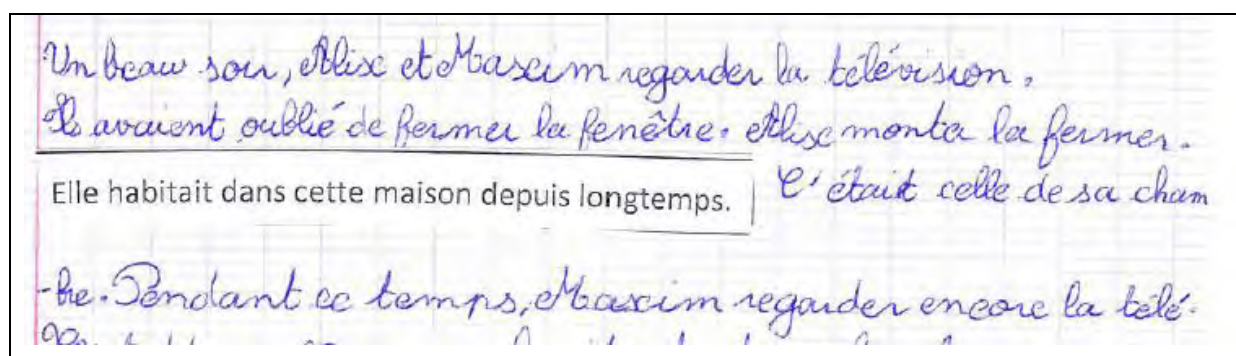 Un beau soir, Alixe et Maxim regarder la télévision.
Ils avaient oublié de fermer la fenêtre. Alixe monta la fermer.
Elle habitait dans cette maison depuis longtemps. C'était celle de sa cham
-bre. Pendant ce temps, Maxim regarder encore la télé.